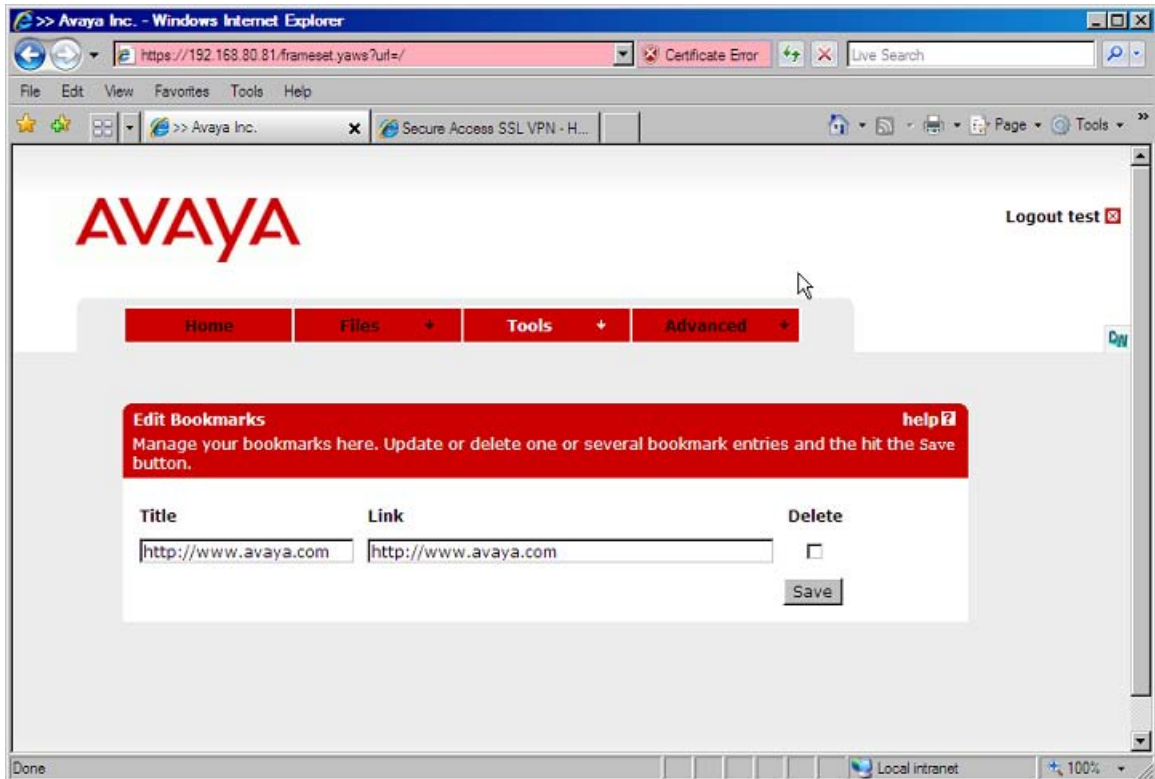 >> Avaya Inc. - Windows Internet Explorer
https://192.168.80.81/frameset.yaws?url=/ Certificate Error Live Search
File Edit View Favorites Tools Help
>> Avaya Inc. Secure Access SSL VPN - H... Page Tools »
AVAYA
Logout test
Home Files Tools Advanced
DW
Edit Bookmarks help?
Manage your bookmarks here. Update or delete one or several bookmark entries and the hit the Save
button.
Title Link Delete
http://www.avaya.com http://www.avaya.com
Save
Done Local intranet 100%